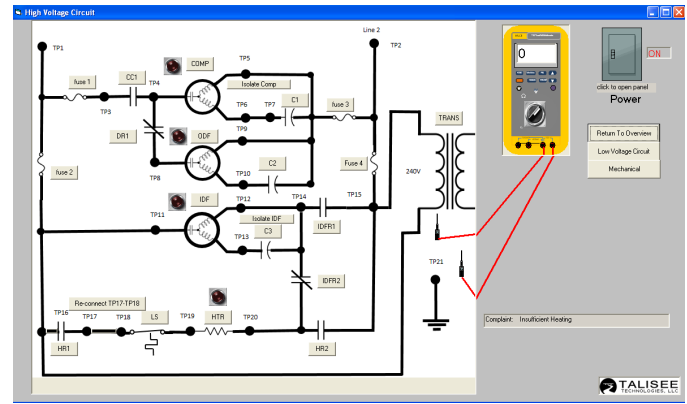 High Voltage Circuit
Line 2
TP1
TP2
TP5
COMP
CC1
TP4
fuse 1
Isolate Comp
TP3
TP6
TP7
C1
fuse 3
TRANS
DR1
ODF
TP9
fuse 2
TP8
TP10
C2
Fuse 4
240V
IDF
TP12
TP14
TP15
TP11
Isolate IDF
TP13
C3
IDFR1
IDFR2
TP21
Re-connect TP17-TP18
TP16
TP17
TP18
LS
TP19
HTR
TP20
HR1
HR2
0
ON
click to open panel
Power
Return To Overview
Low Voltage Circuit
Mechanical
Complaint: Insufficient Heating
TALISEE
TECHNOLOGIES, LLC